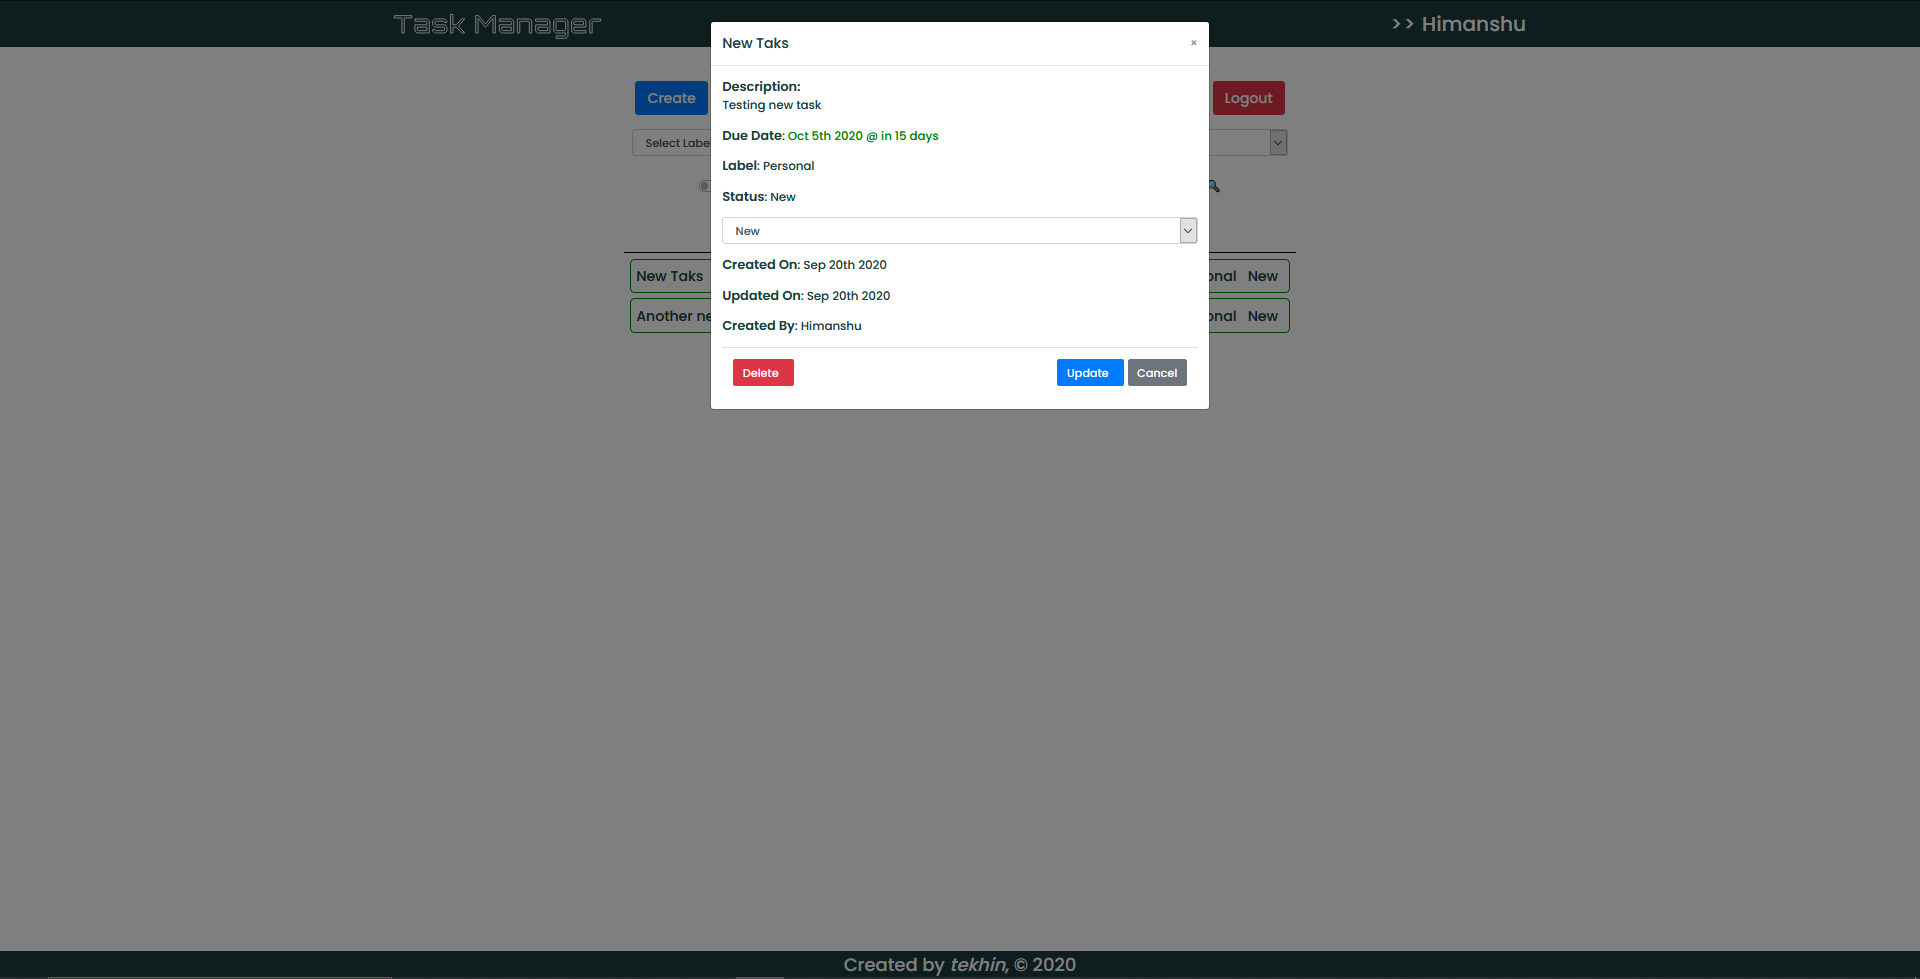 Task Manager
>> Himanshu
New Taks
×
Create
Logout
Description:
Testing new task
Select Labe
Due Date: Oct 5th 2020 @ in 15 days
Label: Personal
Status: New
New
Created On: Sep 20th 2020
New Taks onal New
Updated On: Sep 20th 2020
Another ne onal New
Created By: Himanshu
Delete
Update
Cancel
Created by tekhin, © 2020